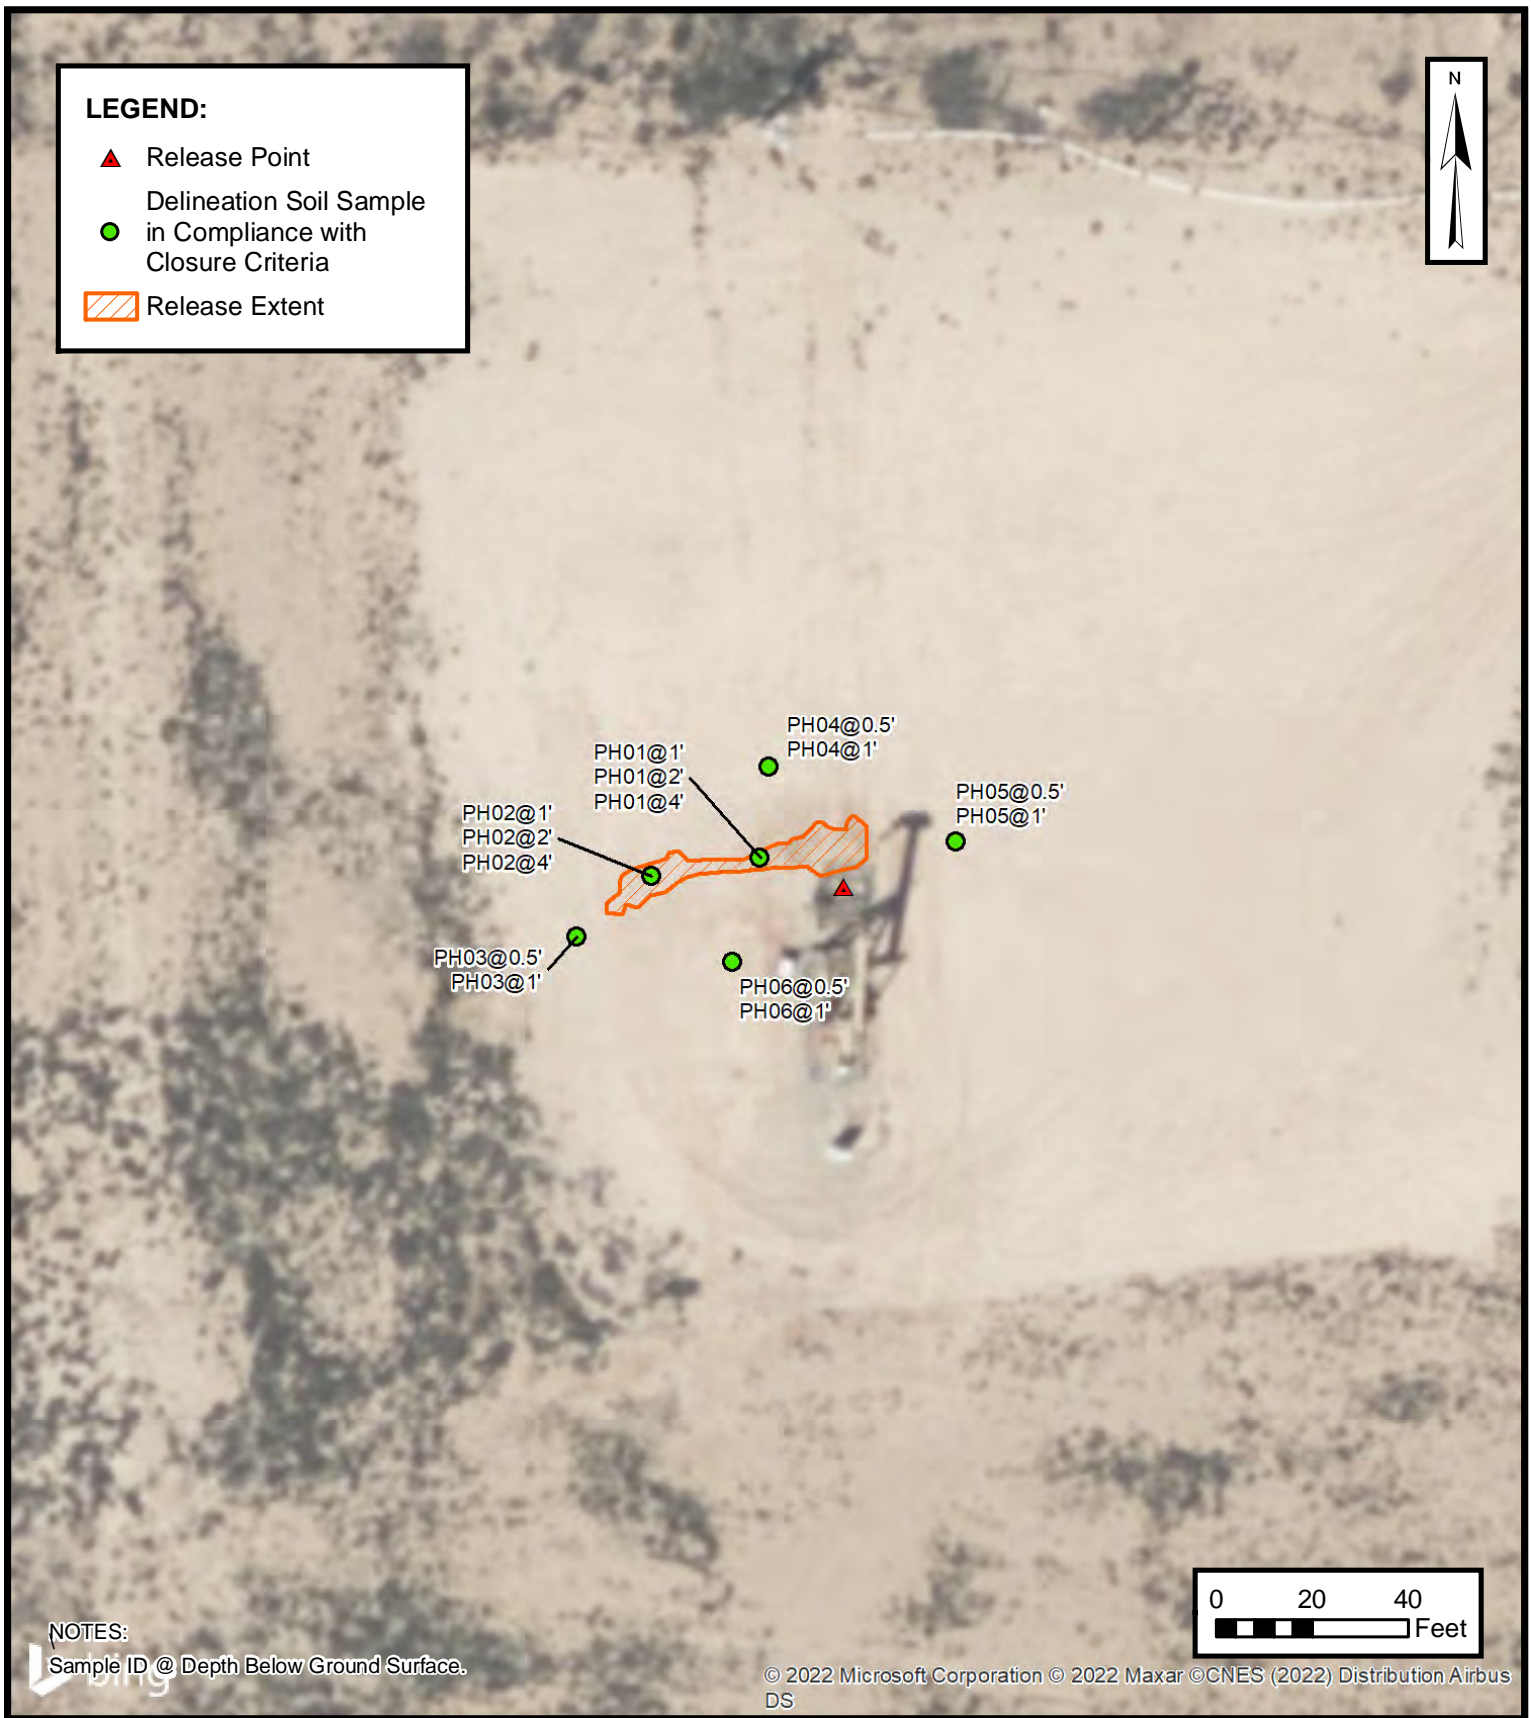 LEGEND:
Release Point
Delineation Soil Sample
in Compliance with
Closure Criteria
Release Extent
N
PH04@0.5'
PH04@1'
PH01@1'
PH01@2'
PH01@4'
PH05@0.5'
PH05@1'
PH02@1'
PH02@2'
PH02@4'
PH03@0.5'
PH03@1'
PH06@0.5'
PH06@1'
0 20 40
Feet
NOTES:
Sample ID @ Depth Below Ground Surface.
bing
© 2022 Microsoft Corporation © 2022 Maxar ©CNES (2022) Distribution Airbus
DS